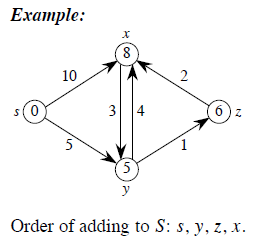 Example:
x
8
10
2
s 0
3
4
6 z
5
1
5
y
Order of adding to S: s, y, z, x.